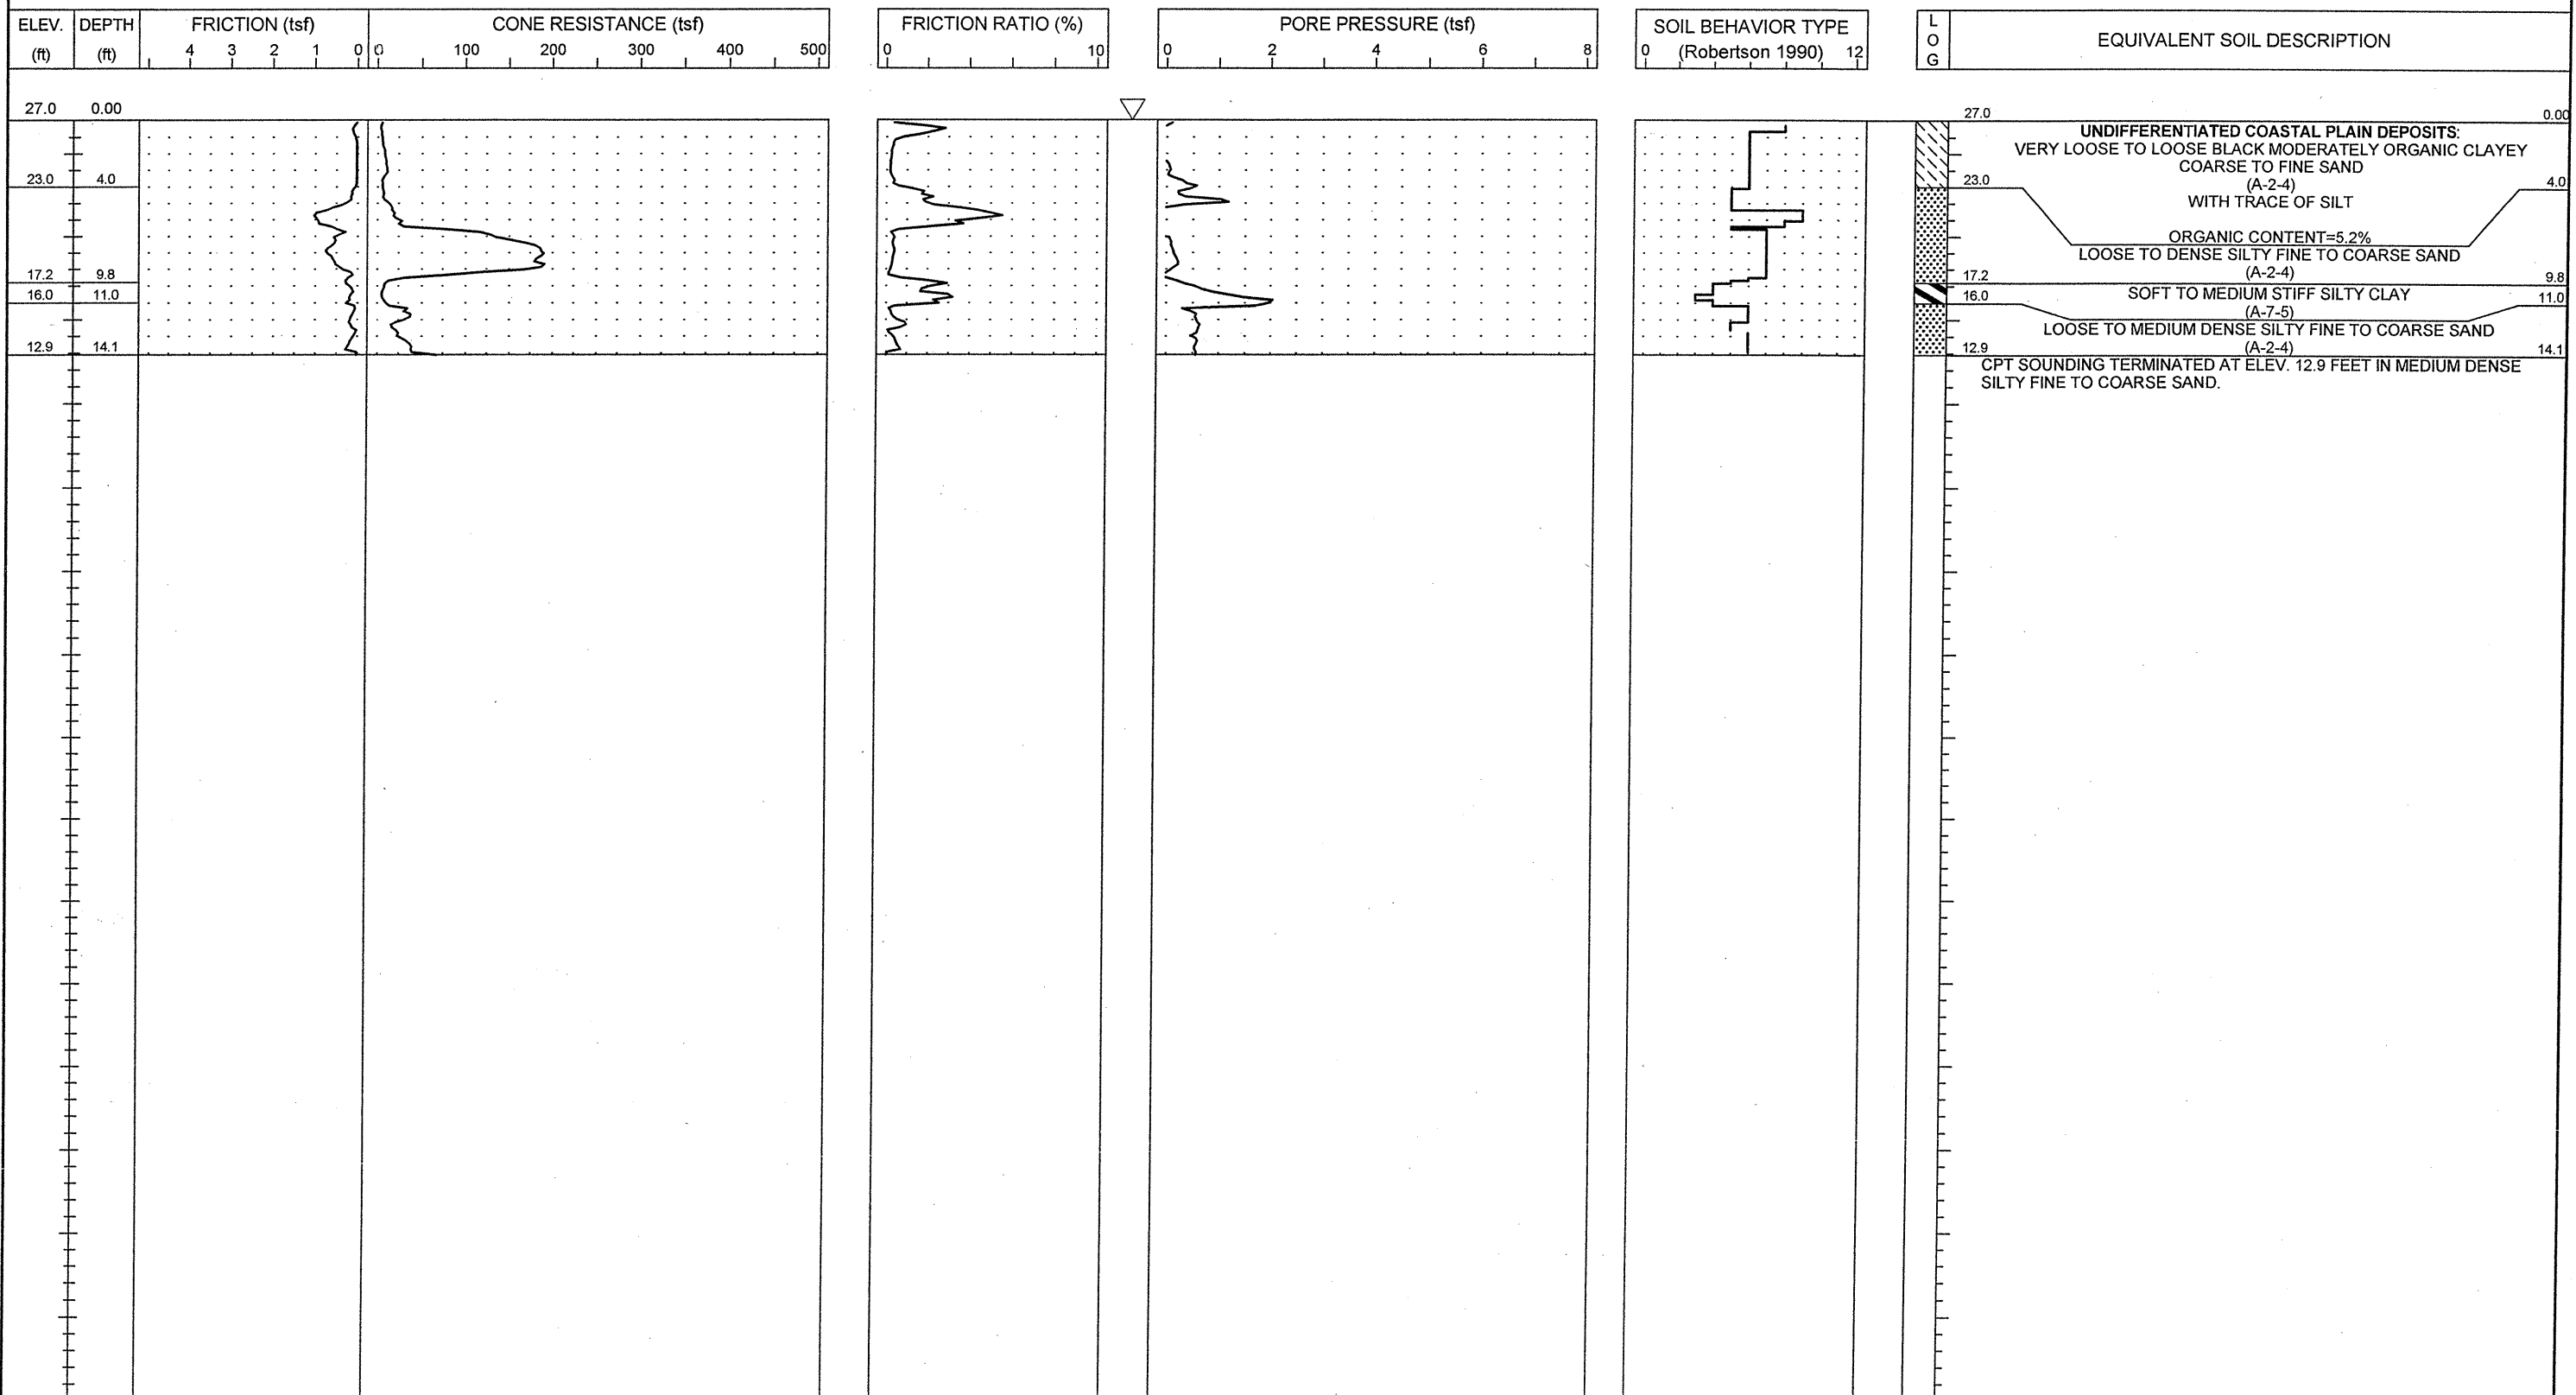 ELEV. DEPTH FRICTION (tsf) CONE RESISTANCE (tsf) FRICTION RATIO (%) PORE PRESSURE (tsf) SOIL BEHAVIOR TYPE L O G EQUIVALENT SOIL DESCRIPTION
(ft) (ft) 4 3 2 1 0 0 100 200 300 400 500 0 10 0 2 4 6 8 0 (Robertson 1990) 12
27.0 0.00 27.0 0.00
UNDIFFERENTIATED COASTAL PLAIN DEPOSITS:
VERY LOOSE TO LOOSE BLACK MODERATELY ORGANIC CLAYEY
COARSE TO FINE SAND
23.0 4.0 23.0 (A-2-4) 4.0
WITH TRACE OF SILT
ORGANIC CONTENT=5.2%
LOOSE TO DENSE SILTY FINE TO COARSE SAND
17.2 9.8 17.2 (A-2-4) 9.8
16.0 11.0 16.0 SOFT TO MEDIUM STIFF SILTY CLAY 11.0
(A-7-5)
LOOSE TO MEDIUM DENSE SILTY FINE TO COARSE SAND
12.9 14.1 12.9 (A-2-4) 14.1
CPT SOUNDING TERMINATED AT ELEV. 12.9 FEET IN MEDIUM DENSE
SILTY FINE TO COARSE SAND.